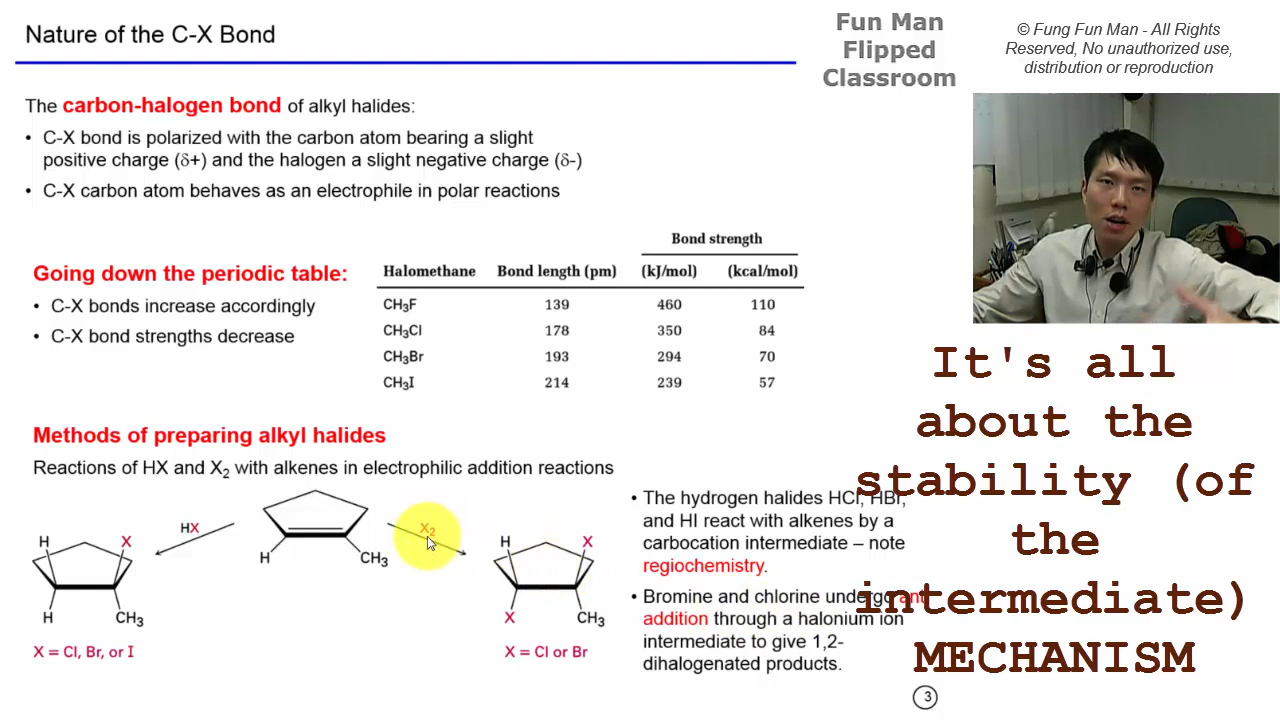 Nature of the C-X Bond
Fun Man
Flipped
Classroom
© Fung Fun Man - All Rights
Reserved, No unauthorized use,
distribution or reproduction
The carbon-halogen bond of alkyl halides:
• C-X bond is polarized with the carbon atom bearing a slight
positive charge (δ+) and the halogen a slight negative charge (δ-)
• C-X carbon atom behaves as an electrophile in polar reactions
Going down the periodic table:
• C-X bonds increase accordingly
• C-X bond strengths decrease
Bond strength
Halomethane Bond length (pm) (kJ/mol) (kcal/mol)
CH₃F 139 460 110
CH₃Cl 178 350 84
CH₃Br 193 294 70
CH₃I 214 239 57
Methods of preparing alkyl halides
Reactions of HX and X₂ with alkenes in electrophilic addition reactions
H X
HX
H CH₃
X = Cl, Br, or I
H CH₃
X₂
H X
X CH₃
X = Cl or Br
• The hydrogen halides HCl, HBr,
and HI react with alkenes by a
carbocation intermediate – note
regiochemistry.
• Bromine and chlorine undergo anti
addition through a halonium ion
intermediate to give 1,2-
dihalogenated products.
It's all
about the
stability (of
the
intermediate)
MECHANISM
3